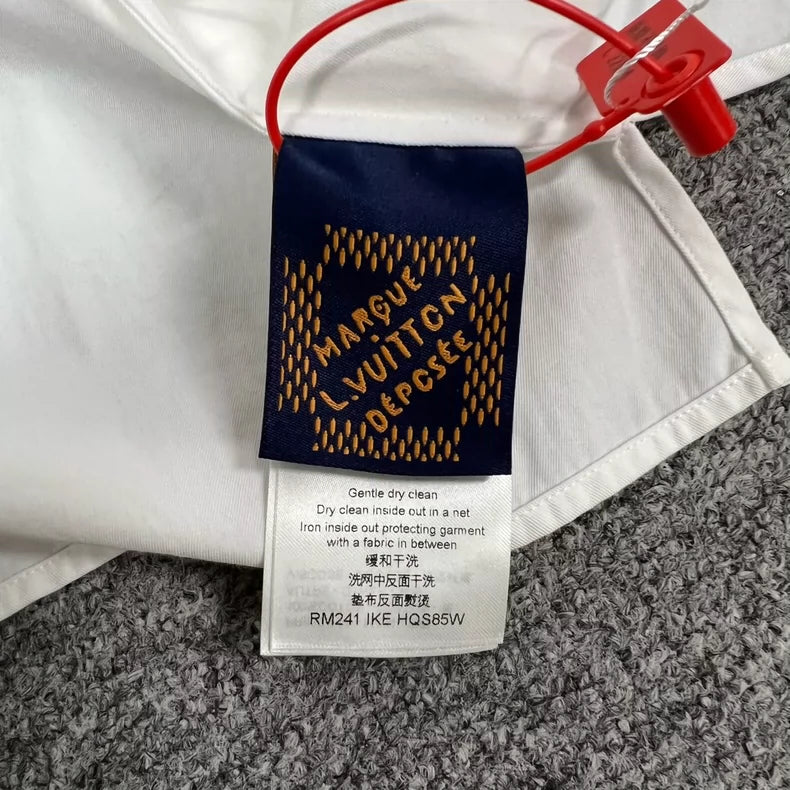 MARQUE
L.VUITTON
DÉPOSÉE
Gentle dry clean
Dry clean inside out in a net
Iron inside out protecting garment
with a fabric in between
缓和干洗
洗网中反面干洗
垫布反面熨烫
RM241 IKE HQS85W